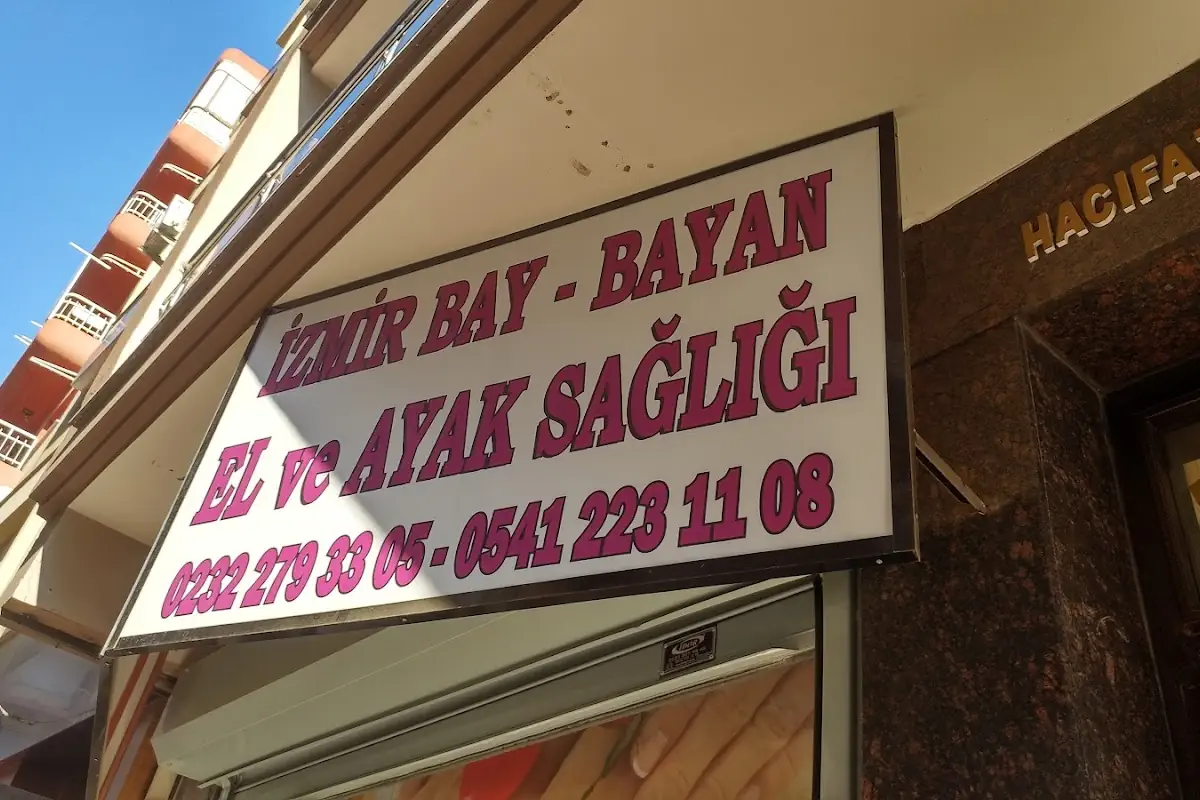 İZMİR BAY - BAYAN
EL ve AYAK SAĞLIĞI
0232 279 33 05 - 0541 223 11 08
HACIFA